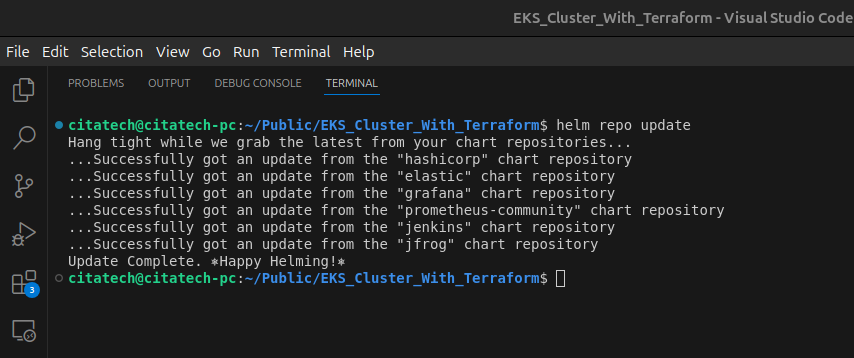 EKS_Cluster_With_Terraform - Visual Studio Code
File Edit Selection View Go Run Terminal Help
PROBLEMS OUTPUT DEBUG CONSOLE TERMINAL
citatech@citatech-pc:~/Public/EKS_Cluster_With_Terraform$ helm repo update
Hang tight while we grab the latest from your chart repositories...
...Successfully got an update from the "hashicorp" chart repository
...Successfully got an update from the "elastic" chart repository
...Successfully got an update from the "grafana" chart repository
...Successfully got an update from the "prometheus-community" chart repository
...Successfully got an update from the "jenkins" chart repository
...Successfully got an update from the "jfrog" chart repository
Update Complete. ⎈Happy Helming!⎈
citatech@citatech-pc:~/Public/EKS_Cluster_With_Terraform$
3